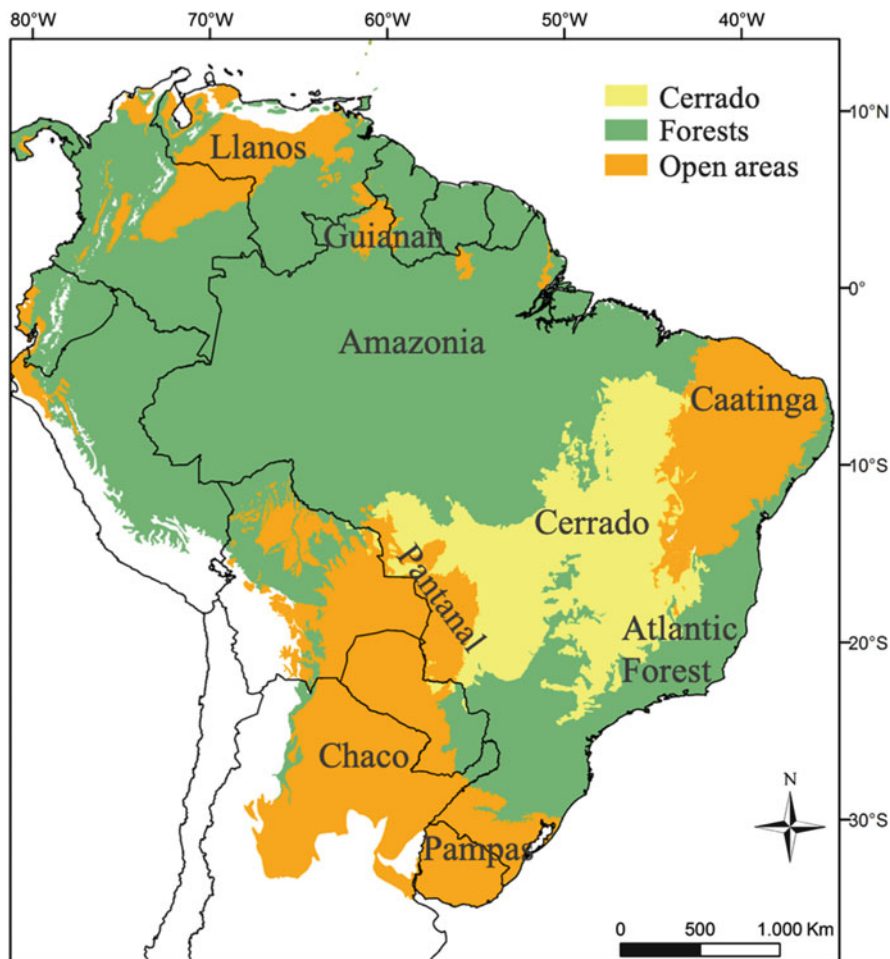 80°W 70°W 60°W 50°W 40°W
Cerrado
Forests
Open areas
10°N
Llanos
Guianan
0°
Amazonia
Caatinga
10°S
Cerrado
Pantanal
Atlantic
Forest
20°S
Chaco
N
30°S
Pampas
0 500 1.000 Km